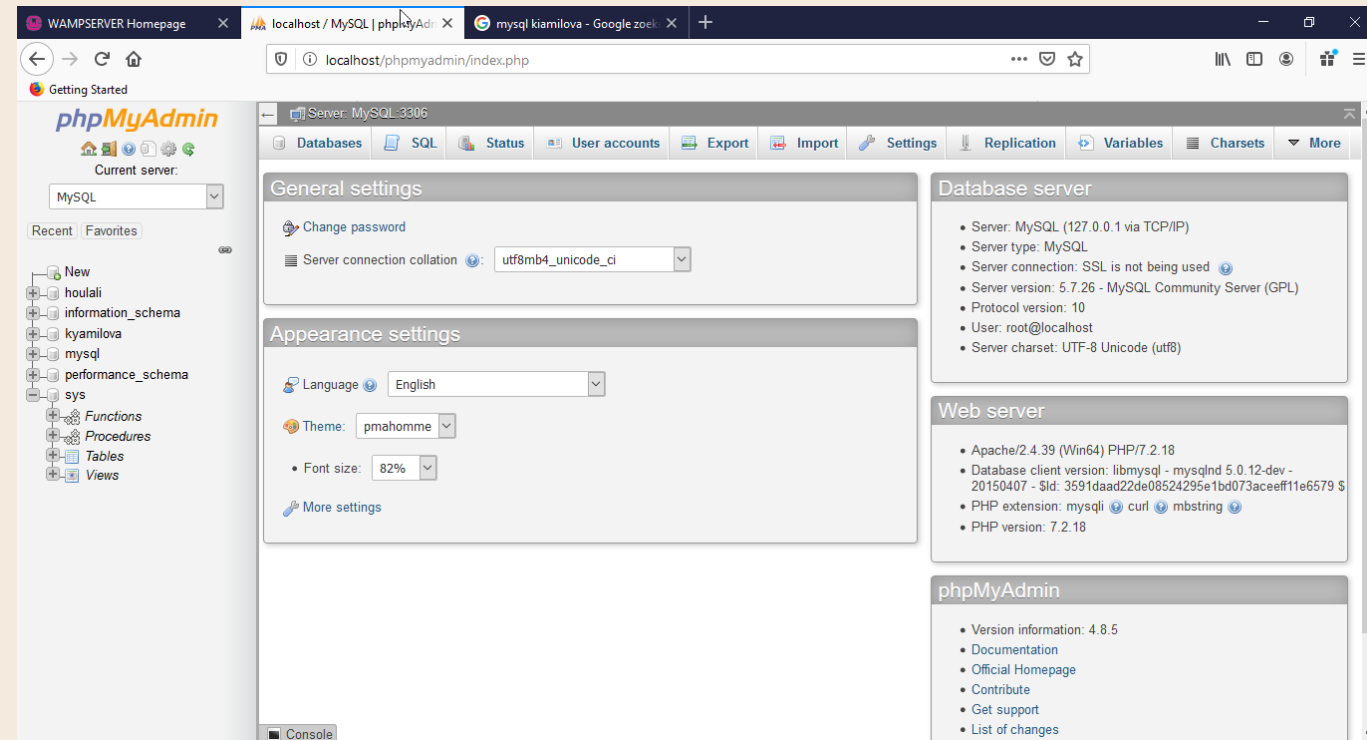 WAMPSERVER Homepage
localhost / MySQL | phpMyAdm
mysql kiamilova - Google zoek
localhost/phpmyadmin/index.php
Getting Started
phpMyAdmin
Current server:
MySQL
Recent Favorites
New
houlali
information_schema
kyamilova
mysql
performance_schema
sys
Functions
Procedures
Tables
Views
Server: MySQL:3306
Databases SQL Status User accounts Export Import Settings Replication Variables Charsets More
General settings
Change password
Server connection collation : utf8mb4_unicode_ci
Appearance settings
Language English
Theme: pmahomme
• Font size: 82%
More settings
Database server
• Server: MySQL (127.0.0.1 via TCP/IP)
• Server type: MySQL
• Server connection: SSL is not being used
• Server version: 5.7.26 - MySQL Community Server (GPL)
• Protocol version: 10
• User: root@localhost
• Server charset: UTF-8 Unicode (utf8)
Web server
• Apache/2.4.39 (Win64) PHP/7.2.18
• Database client version: libmysql - mysqlnd 5.0.12-dev -
20150407 - $Id: 3591daad22de08524295e1bd073aceeff11e6579 $
• PHP extension: mysqli curl mbstring
• PHP version: 7.2.18
phpMyAdmin
• Version information: 4.8.5
• Documentation
• Official Homepage
• Contribute
• Get support
• List of changes
Console